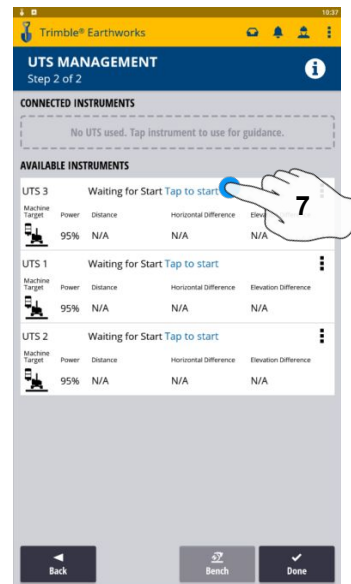 10:37
Trimble® Earthworks
UTS MANAGEMENT
Step 2 of 2
i
CONNECTED INSTRUMENTS
No UTS used. Tap instrument to use for guidance.
AVAILABLE INSTRUMENTS
UTS 3 Waiting for Start Tap to start
7
Machine Target Power Distance Horizontal Difference
95% N/A N/A N/A
UTS 1 Waiting for Start Tap to start
Machine Target Power Distance Horizontal Difference Elevation Difference
95% N/A N/A N/A
UTS 2 Waiting for Start Tap to start
Machine Target Power Distance Horizontal Difference Elevation Difference
95% N/A N/A N/A
Back Bench Done